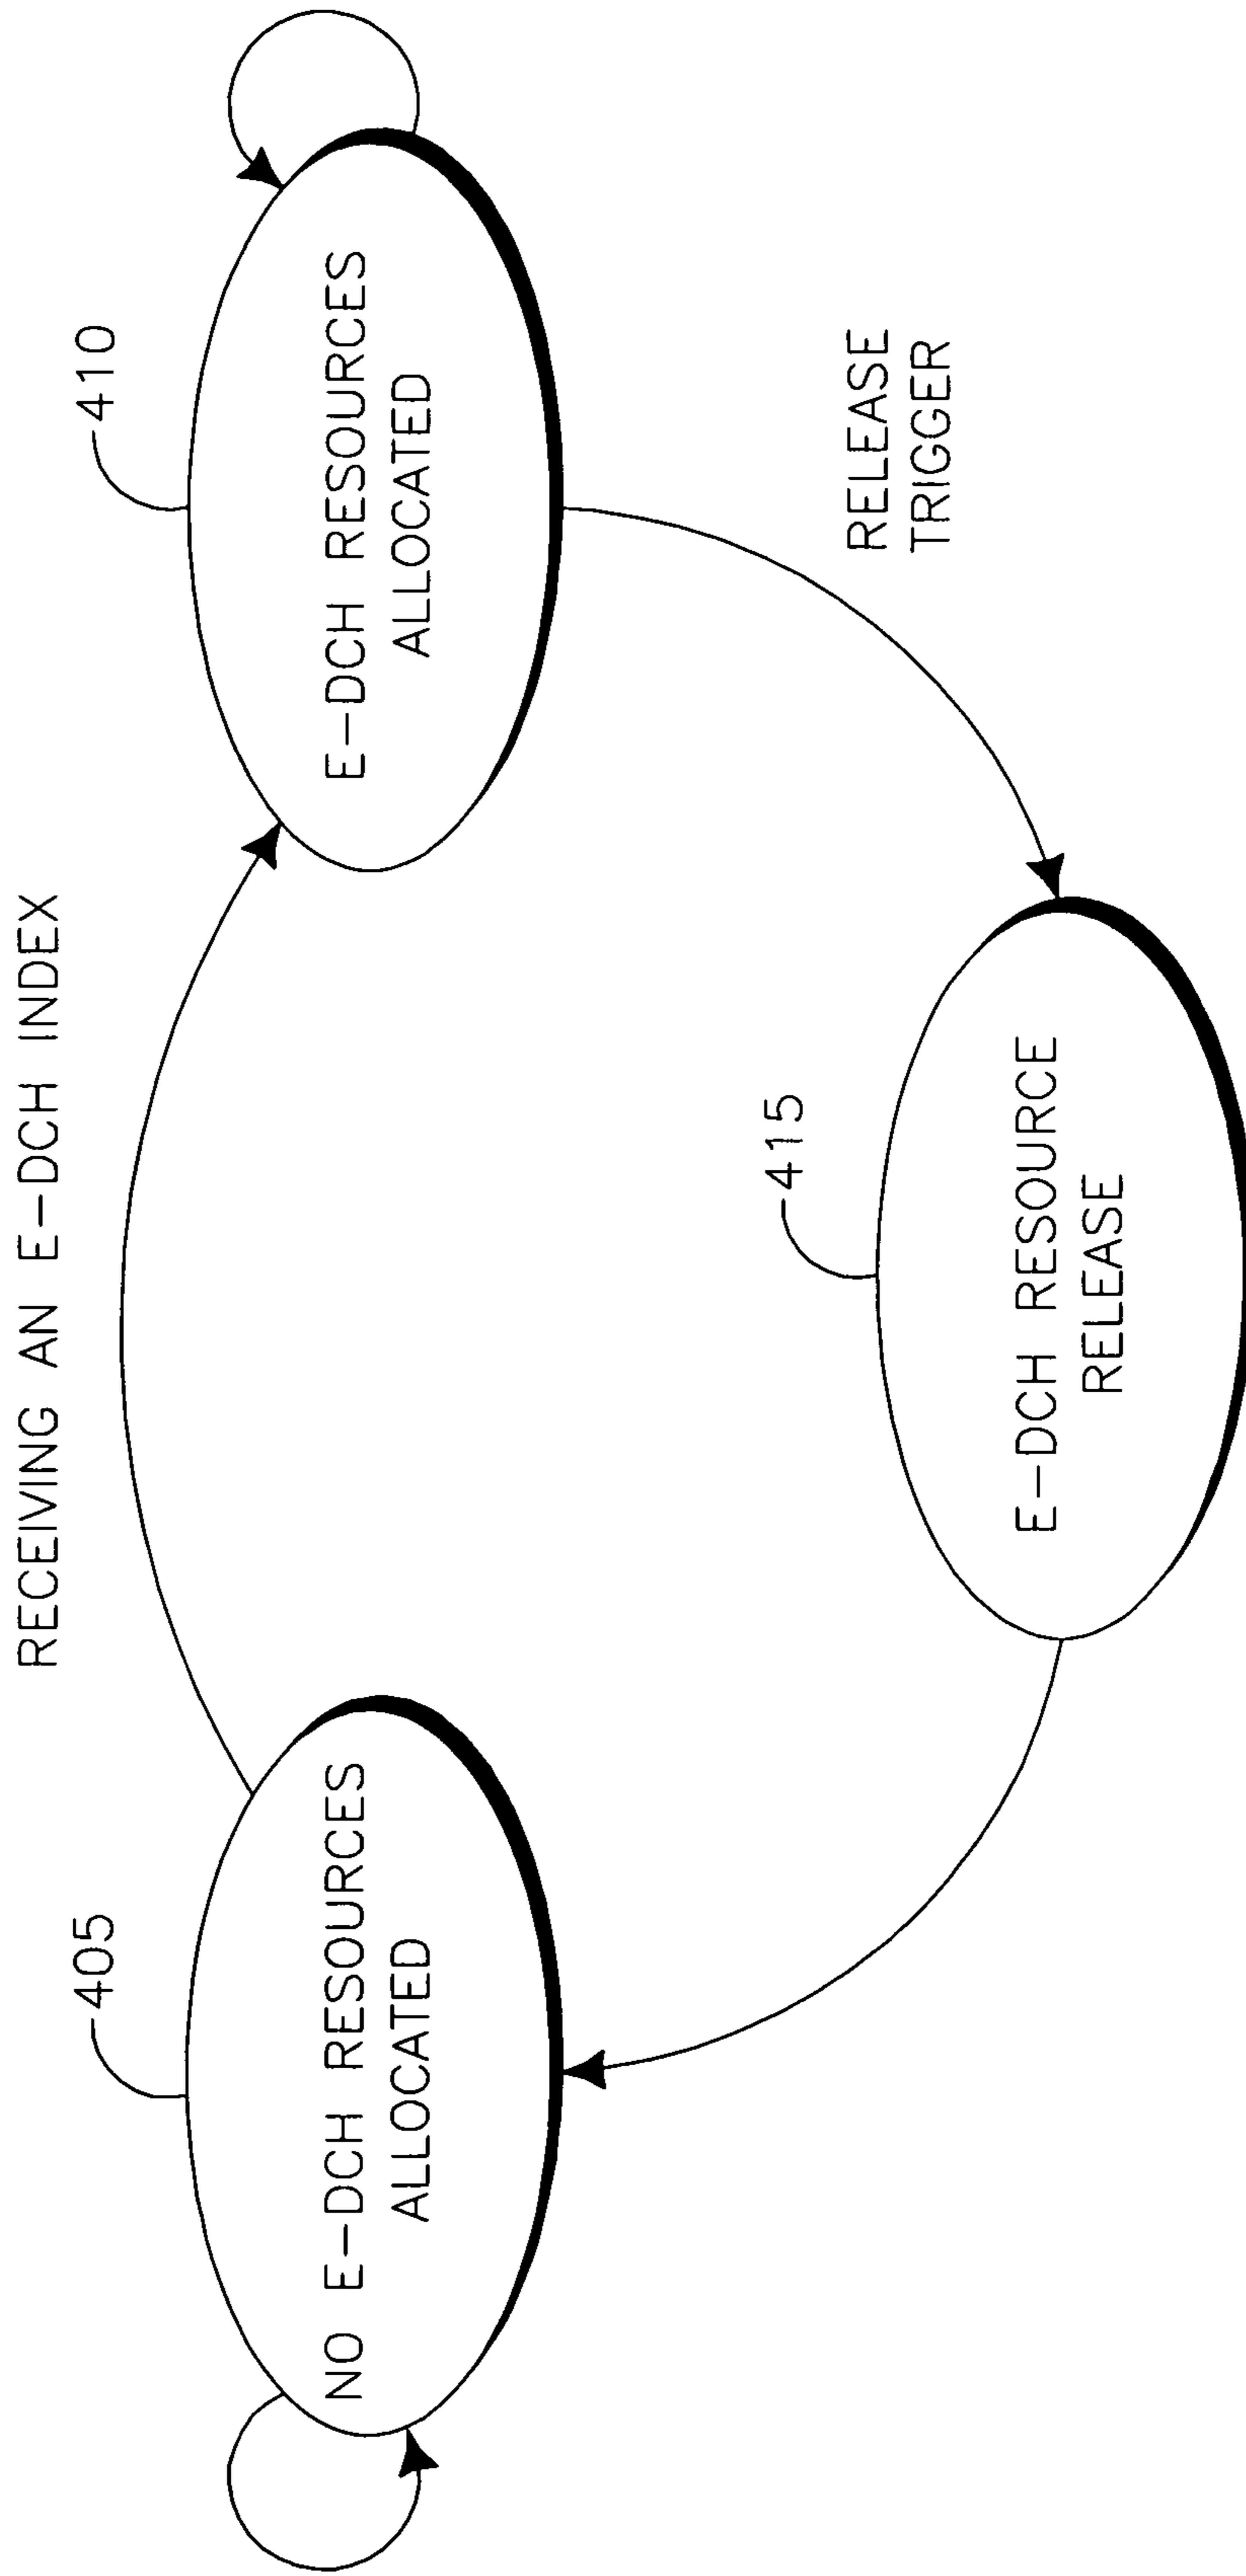 RECEIVING AN E-DCH INDEX
405
NO E-DCH RESOURCES
ALLOCATED
410
E-DCH RESOURCES
ALLOCATED
415
E-DCH RESOURCE
RELEASE
RELEASE
TRIGGER